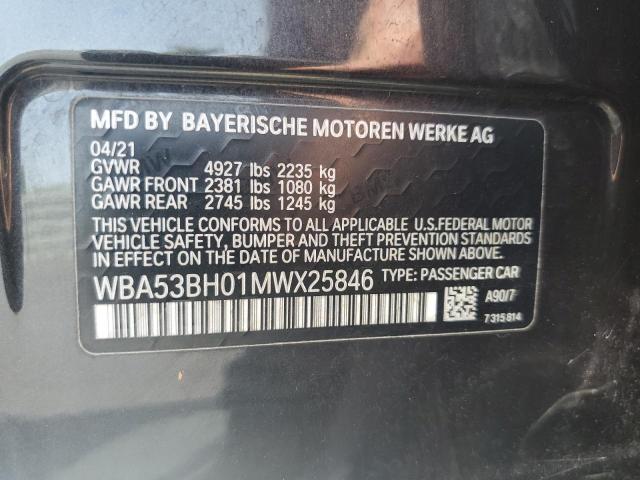 MFD BY BAYERISCHE MOTOREN WERKE AG
04/21
GVWR 4927 lbs 2235 kg
GAWR FRONT 2381 lbs 1080 kg
GAWR REAR 2745 lbs 1245 kg
THIS VEHICLE CONFORMS TO ALL APPLICABLE U.S.FEDERAL MOTOR
VEHICLE SAFETY, BUMPER AND THEFT PREVENTION STANDARDS
IN EFFECT ON THE DATE OF MANUFACTURE SHOWN ABOVE.
WBA53BH01MWX25846 TYPE: PASSENGER CAR
A90/7
7315814